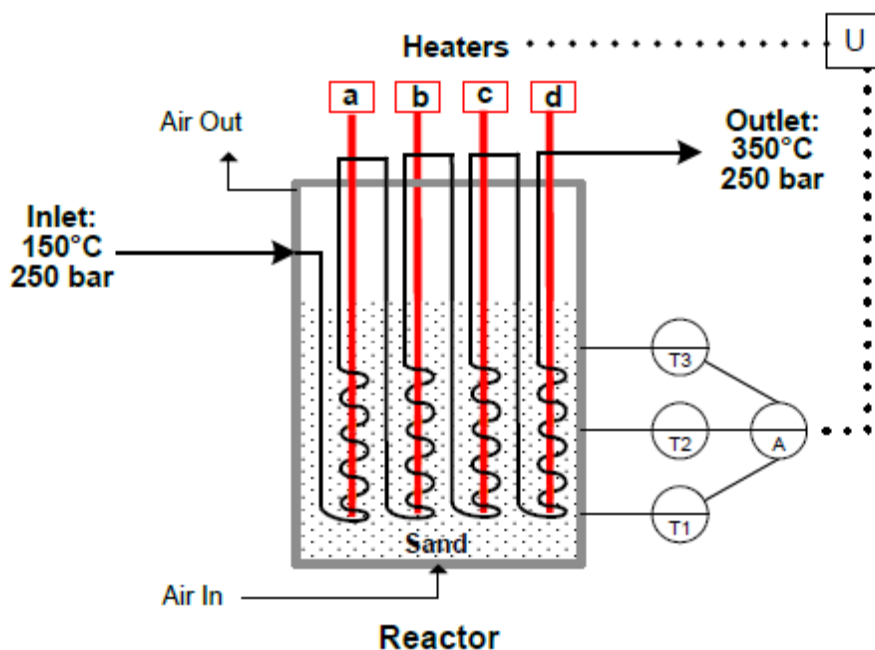 Heaters
U
a
b
c
d
Air Out
Outlet:
350°C
250 bar
Inlet:
150°C
250 bar
T3
T2
A
T1
Sand
Air In
Reactor